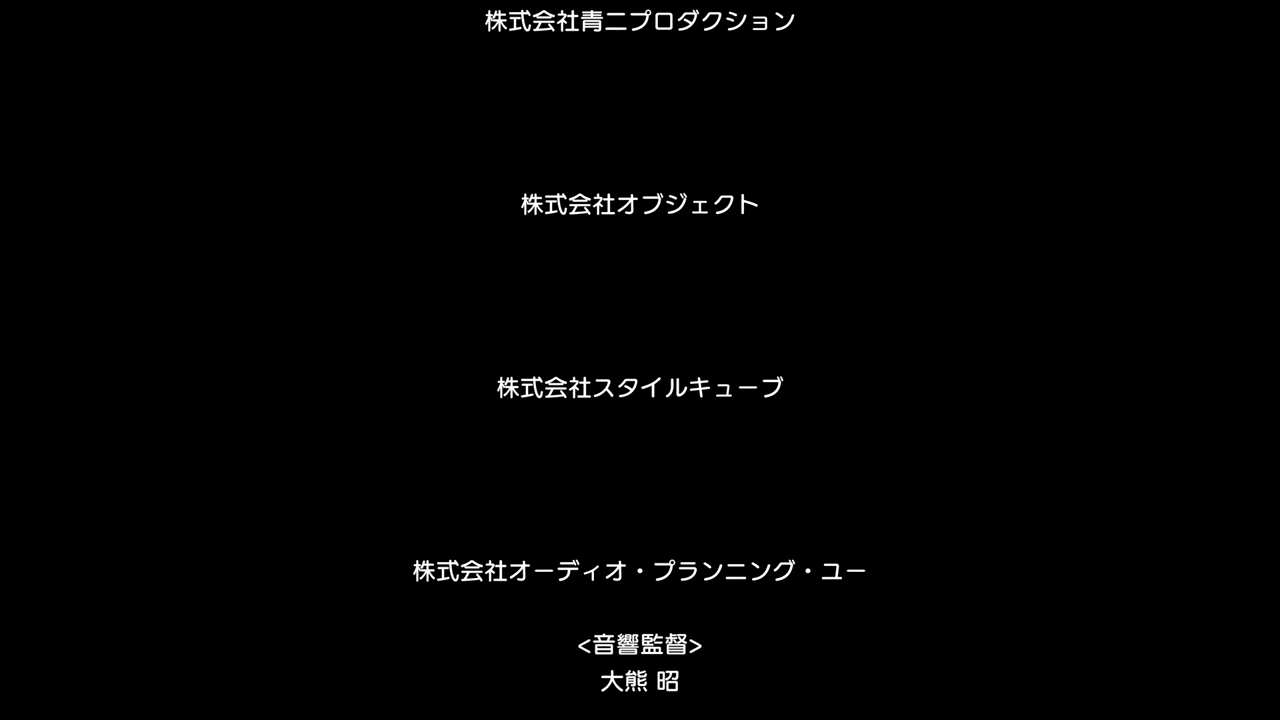 株式会社青二プロダクション
株式会社オブジェクト
株式会社スタイルキューブ
株式会社オーディオ・プランニング・ユー
<音響監督>
大熊 昭